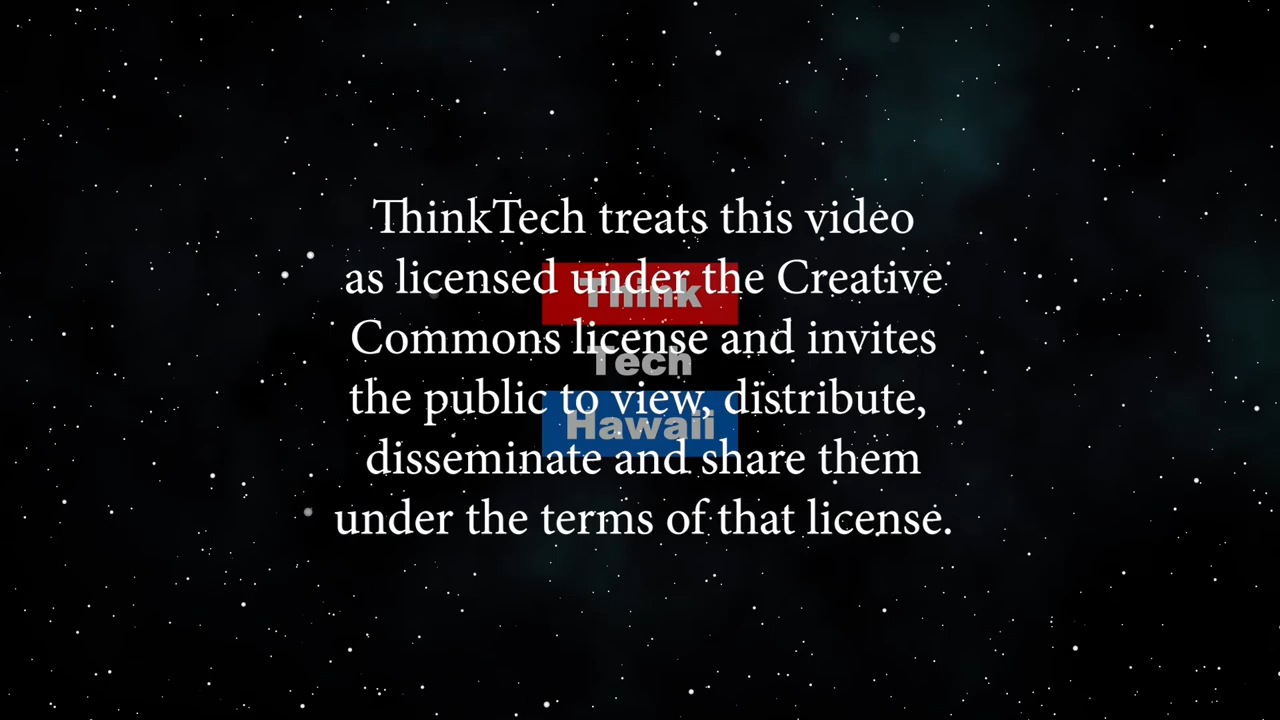 ThinkTech treats this video
as licensed under the Creative
Commons license and invites
the public to view, distribute,
disseminate and share them
under the terms of that license.
Think
Tech
Hawaii